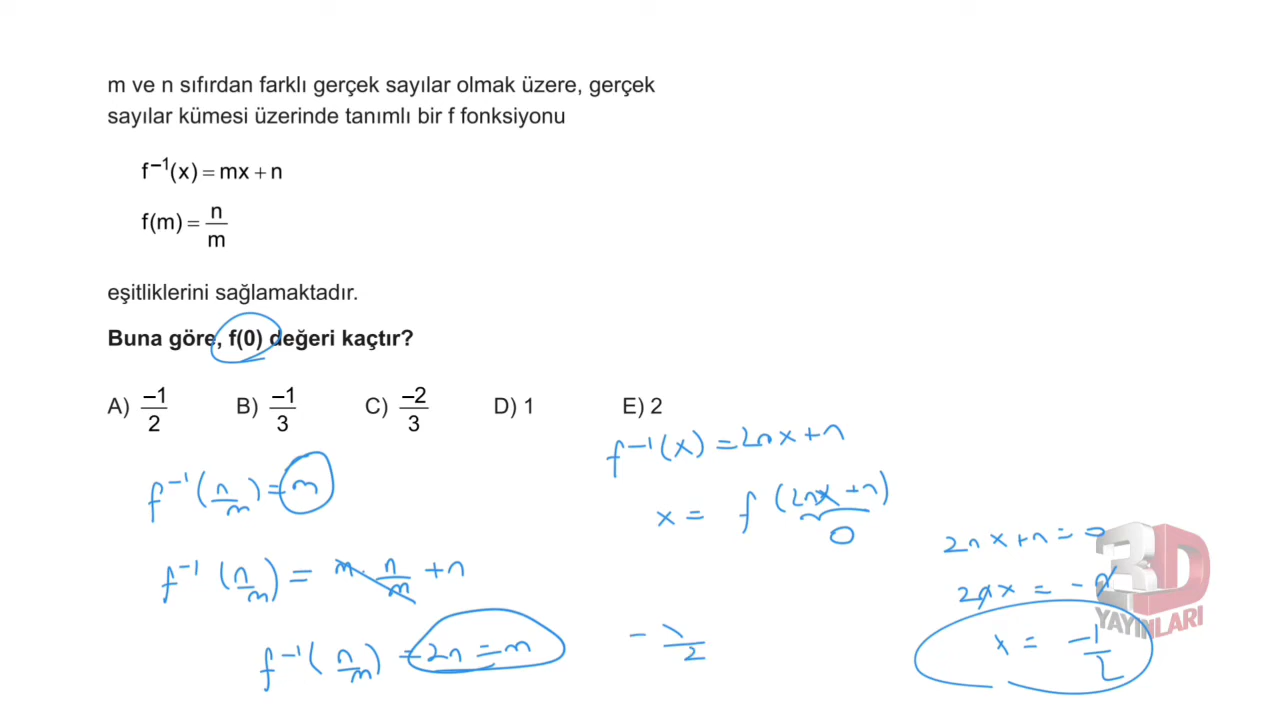 m ve n sıfırdan farklı gerçek sayılar olmak üzere, gerçek
sayılar kümesi üzerinde tanımlı bir f fonksiyonu
f⁻¹(x) = mx + n
f(m) = n/m
eşitliklerini sağlamaktadır.
Buna göre, f(0) değeri kaçtır?
A) −1/2 B) −1/3 C) −2/3 D) 1 E) 2
f⁻¹(n/m) = m
f⁻¹(n/m) = m · n/m + n
f⁻¹(n/m) = 2n = m
f⁻¹(x) = 2nx + n
x = f(2nx + n)
0
−1/2
2nx + n = 0
2nx = −n
x = −1/2
3D
YAYINLARI